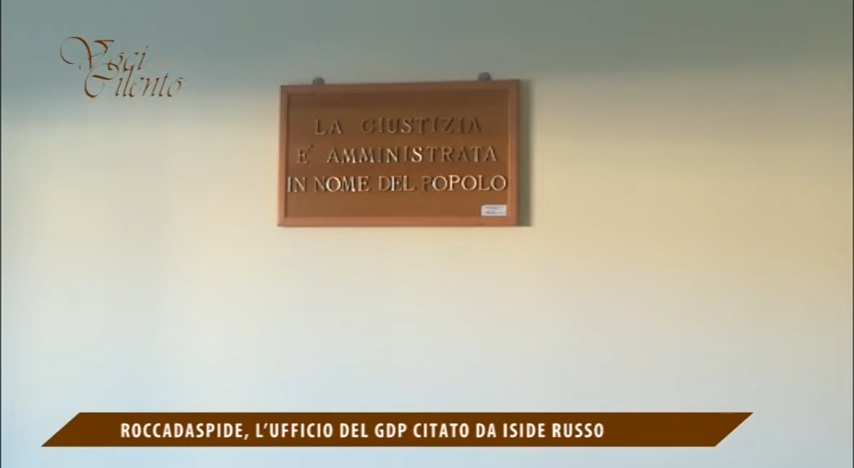 Voci
Cilento
LA GIUSTIZIA
E' AMMINISTRATA
IN NOME DEL POPOLO
ROCCADASPIDE, L'UFFICIO DEL GDP CITATO DA ISIDE RUSSO